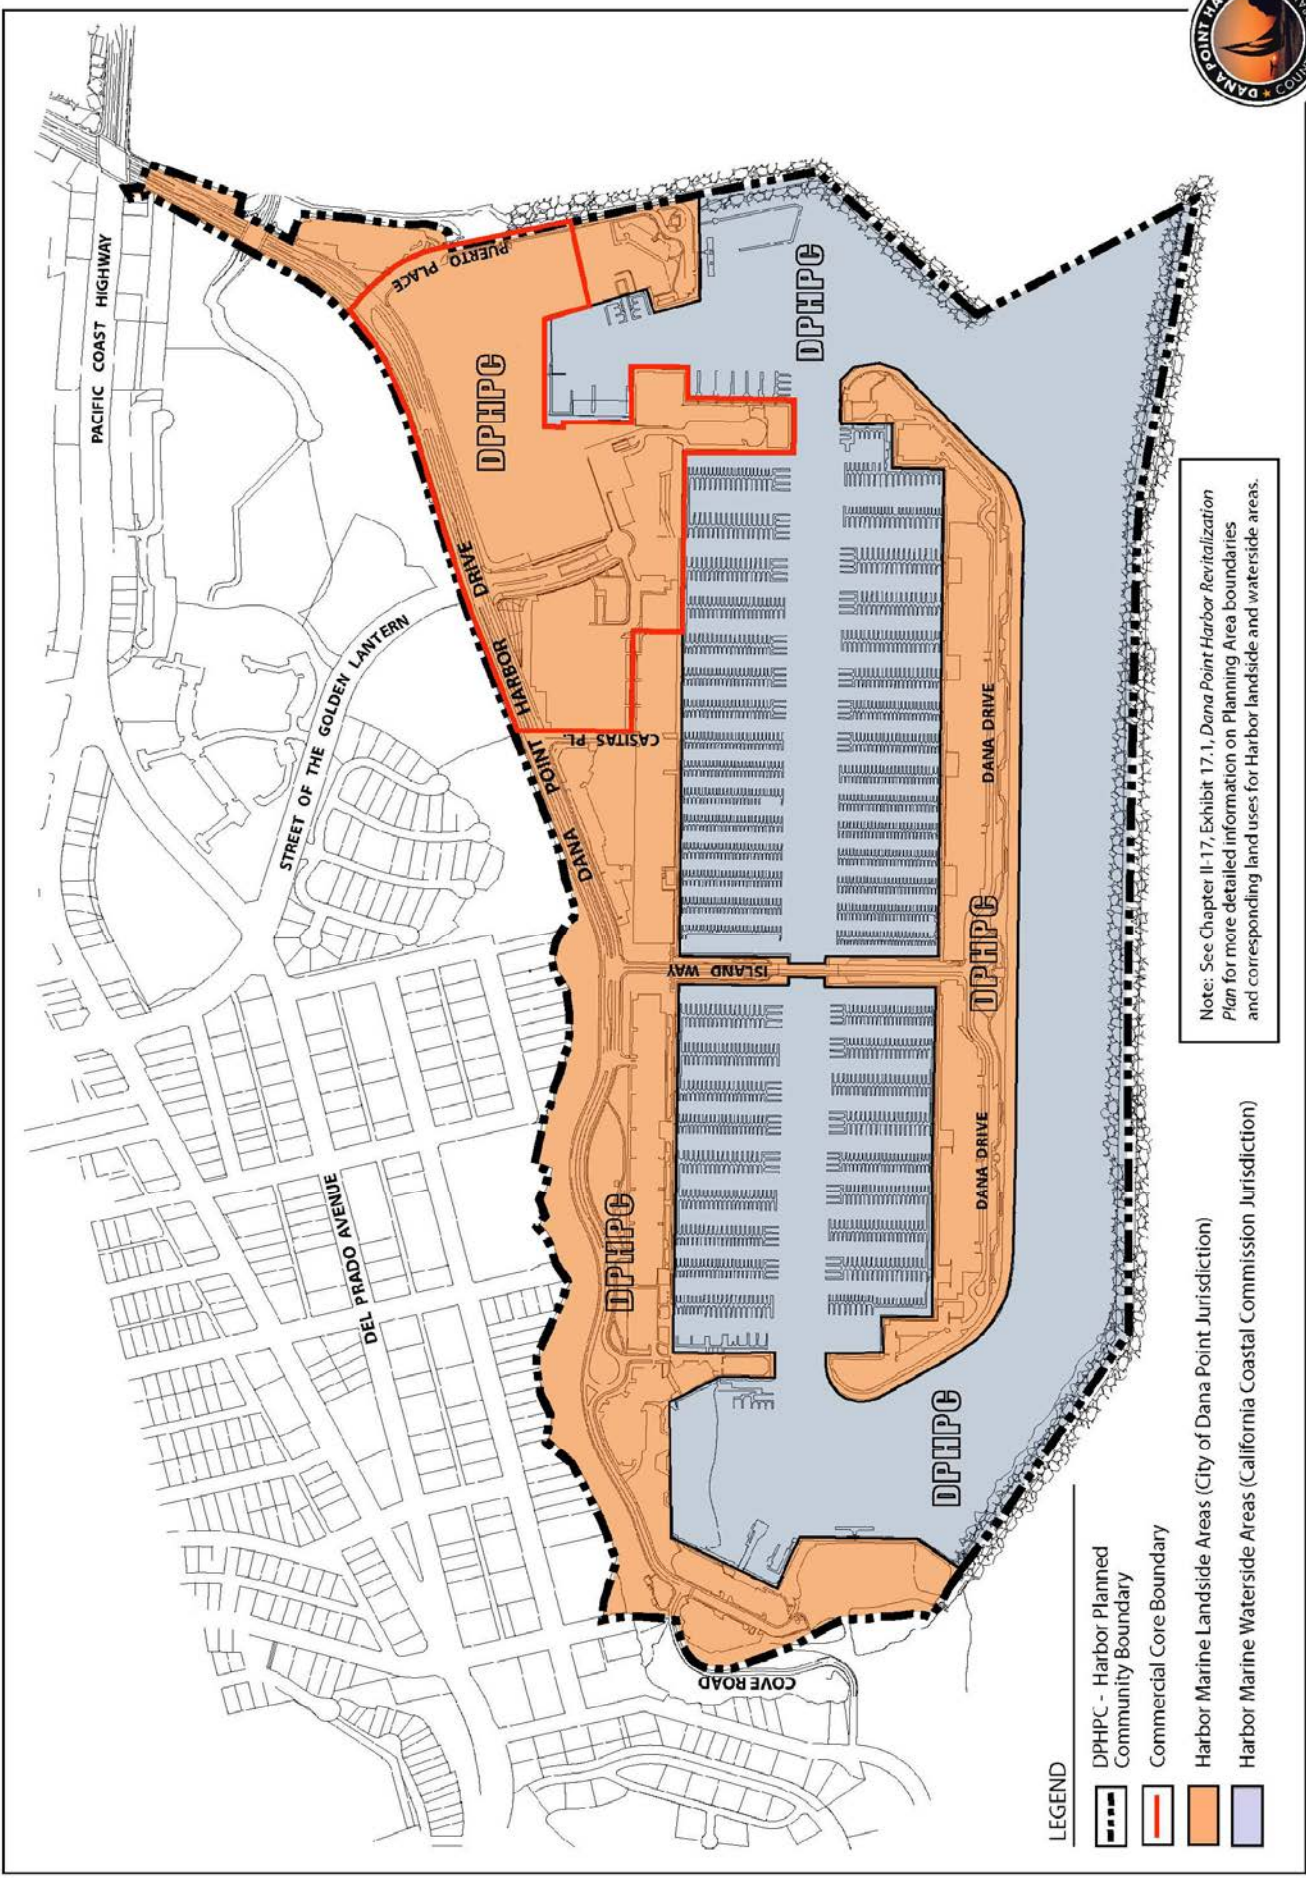 PACIFIC COAST HIGHWAY
STREET OF THE GOLDEN LANTERN
DEL PRADO AVENUE
COVE ROAD
DANA POINT HARBOR DRIVE
PUERTO PLACE
CASITAS PL.
ISLAND WAY
DANA DRIVE
DANA DRIVE
DPHPC
DPHPC
DPHPC
DPHPC
DPHPC
LEGEND
DPHPC - Harbor Planned
Community Boundary
Commercial Core Boundary
Harbor Marine Landside Areas (City of Dana Point Jurisdiction)
Harbor Marine Waterside Areas (California Coastal Commission Jurisdiction)
Note: See Chapter II-17, Exhibit 17.1, Dana Point Harbor Revitalization
Plan for more detailed information on Planning Area boundaries
and corresponding land uses for Harbor landside and waterside areas.
DANA POINT